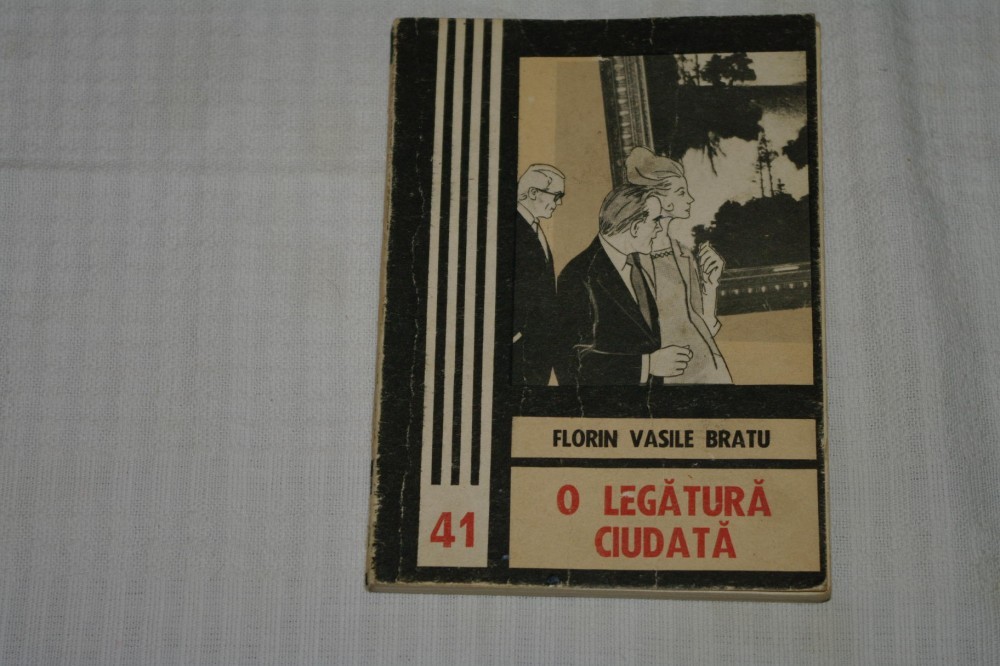 FLORIN VASILE BRATU
O LEGĂTURĂ
CIUDATĂ
41